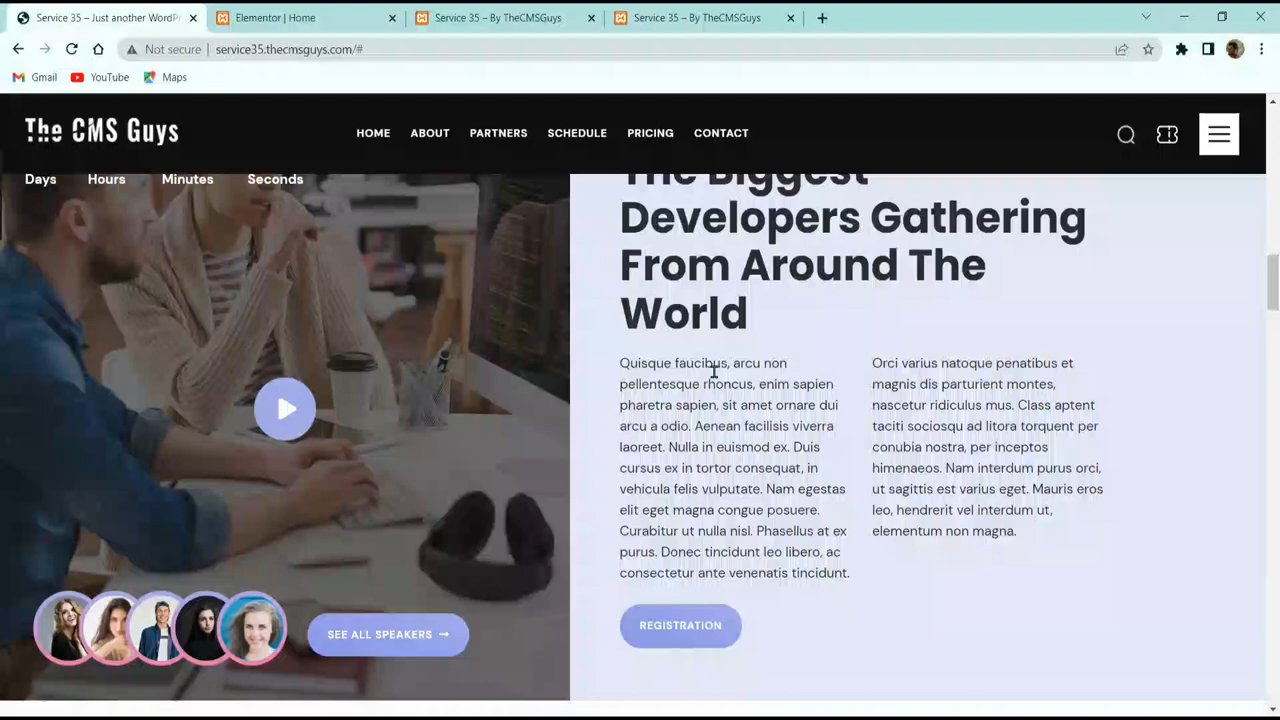 Service 35 – Just another WordPr
Elementor | Home
Service 35 – By TheCMSGuys
Service 35 – By TheCMSGuys
Not secure
service35.thecmsguys.com/#
Gmail
YouTube
Maps
The CMS Guys
HOME
ABOUT
PARTNERS
SCHEDULE
PRICING
CONTACT
Days
Hours
Minutes
Seconds
The Biggest
Developers Gathering
From Around The
World
Quisque faucibus, arcu non
pellentesque rhoncus, enim sapien
pharetra sapien, sit amet ornare dui
arcu a odio. Aenean facilisis viverra
laoreet. Nulla in euismod ex. Duis
cursus ex in tortor consequat, in
vehicula felis vulputate. Nam egestas
elit eget magna congue posuere.
Curabitur ut nulla nisl. Phasellus at ex
purus. Donec tincidunt leo libero, ac
consectetur ante venenatis tincidunt.
Orci varius natoque penatibus et
magnis dis parturient montes,
nascetur ridiculus mus. Class aptent
taciti sociosqu ad litora torquent per
conubia nostra, per inceptos
himenaeos. Nam interdum purus orci,
ut sagittis est varius eget. Mauris eros
leo, hendrerit vel interdum ut,
elementum non magna.
SEE ALL SPEAKERS →
REGISTRATION